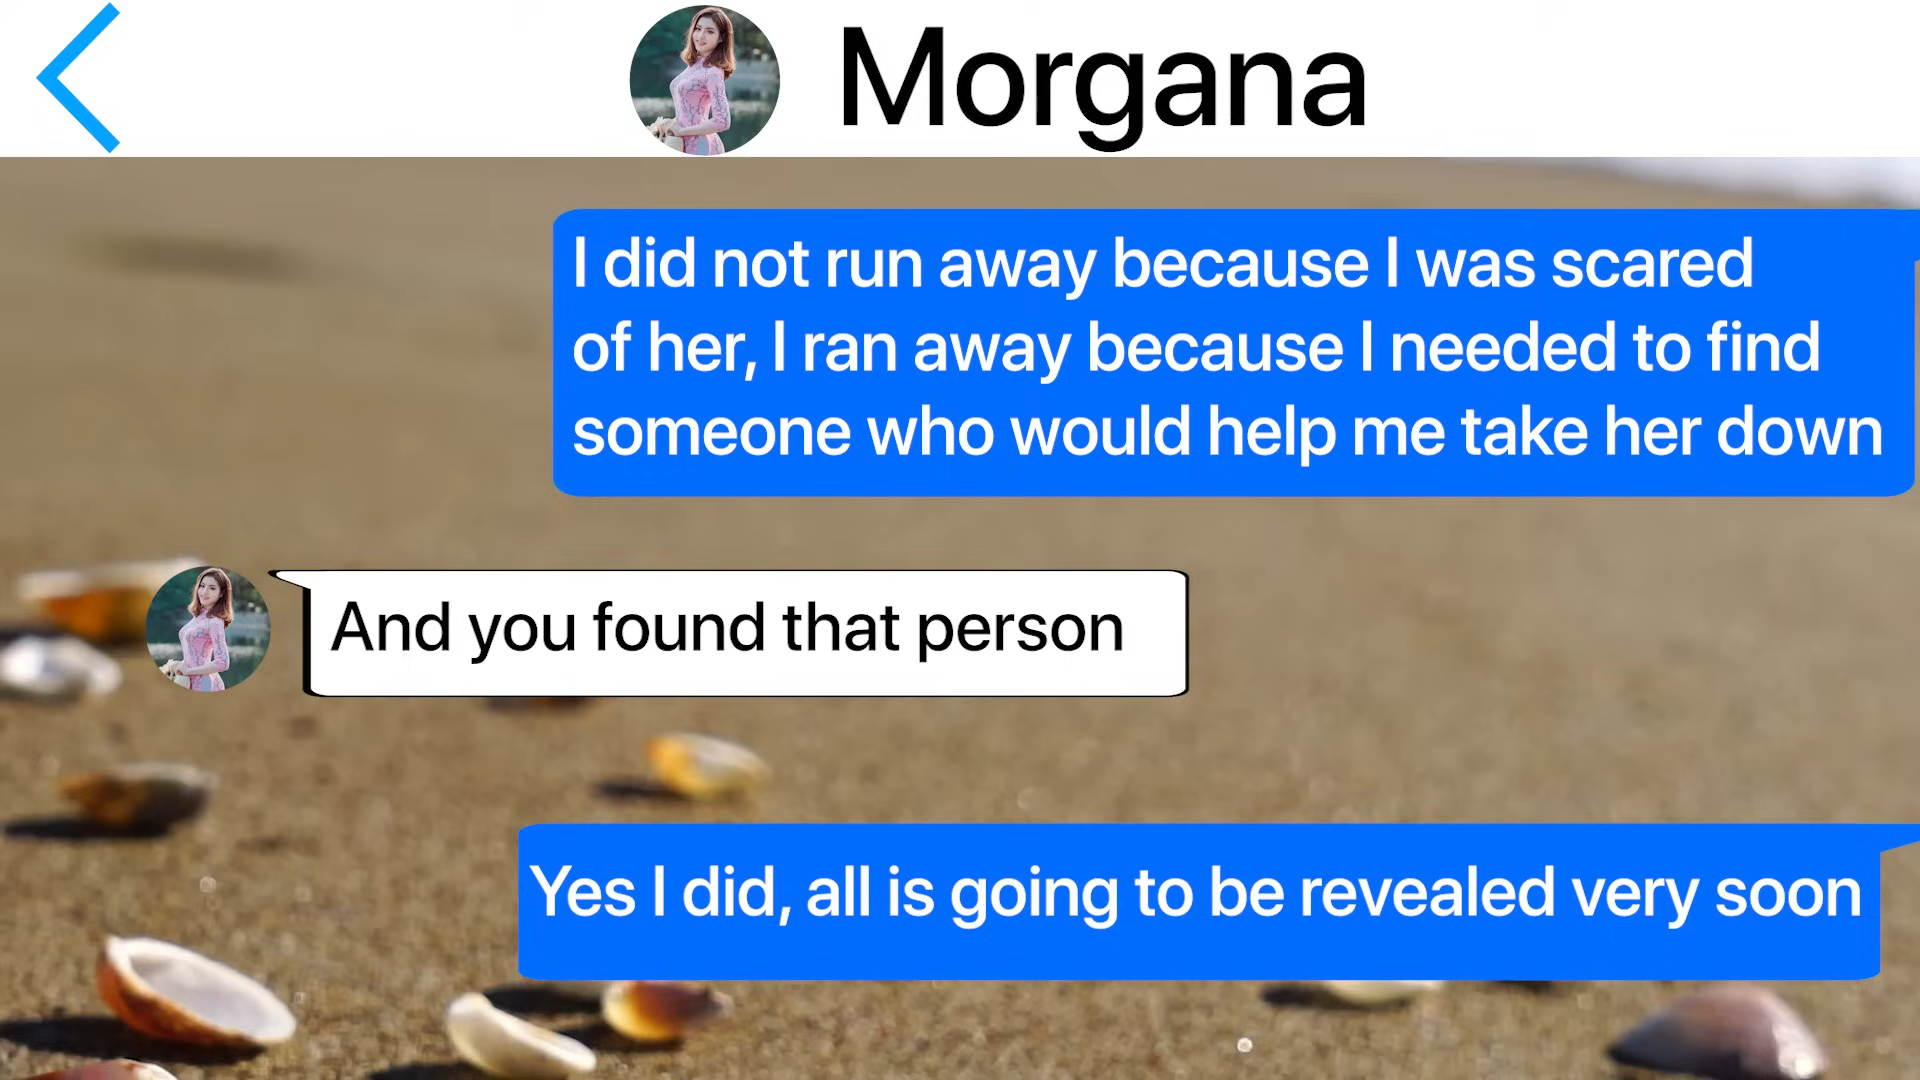 Morgana
I did not run away because I was scared
of her, I ran away because I needed to find
someone who would help me take her down
And you found that person
Yes I did, all is going to be revealed very soon